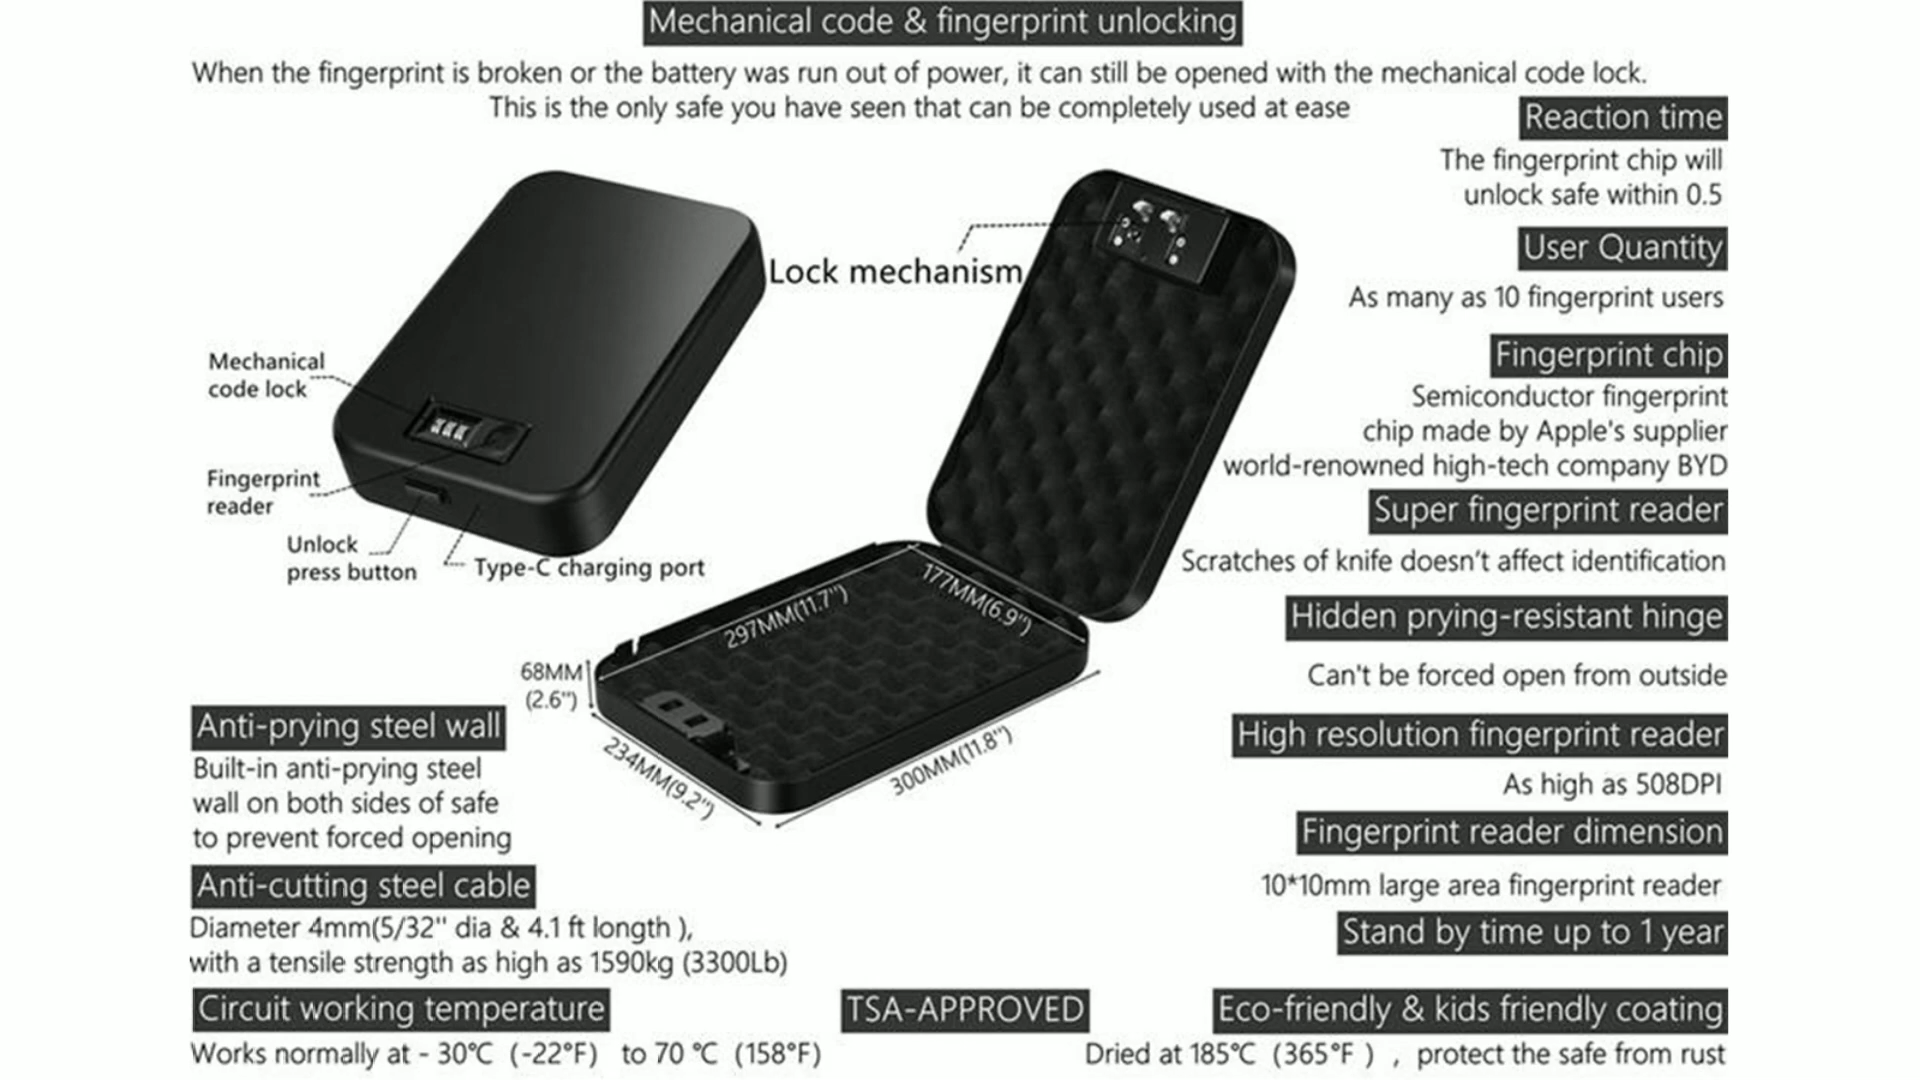 Mechanical code & fingerprint unlocking
When the fingerprint is broken or the battery was run out of power, it can still be opened with the mechanical code lock.
This is the only safe you have seen that can be completely used at ease
Reaction time
The fingerprint chip will
unlock safe within 0.5
User Quantity
As many as 10 fingerprint users
Fingerprint chip
Semiconductor fingerprint
chip made by Apple's supplier
world-renowned high-tech company BYD
Super fingerprint reader
Scratches of knife doesn't affect identification
Hidden prying-resistant hinge
Can't be forced open from outside
High resolution fingerprint reader
As high as 508DPI
Fingerprint reader dimension
10*10mm large area fingerprint reader
Stand by time up to 1 year
Eco-friendly & kids friendly coating
Dried at 185℃ (365°F ) , protect the safe from rust
Lock mechanism
Mechanical
code lock
Fingerprint
reader
Unlock
press button
Type-C charging port
297MM(11.7")
177MM(6.9")
68MM
(2.6")
234MM(9.2")
300MM(11.8")
Anti-prying steel wall
Built-in anti-prying steel
wall on both sides of safe
to prevent forced opening
Anti-cutting steel cable
Diameter 4mm(5/32" dia & 4.1 ft length ),
with a tensile strength as high as 1590kg (3300Lb)
Circuit working temperature
Works normally at - 30℃ (-22°F) to 70 ℃ (158°F)
TSA-APPROVED